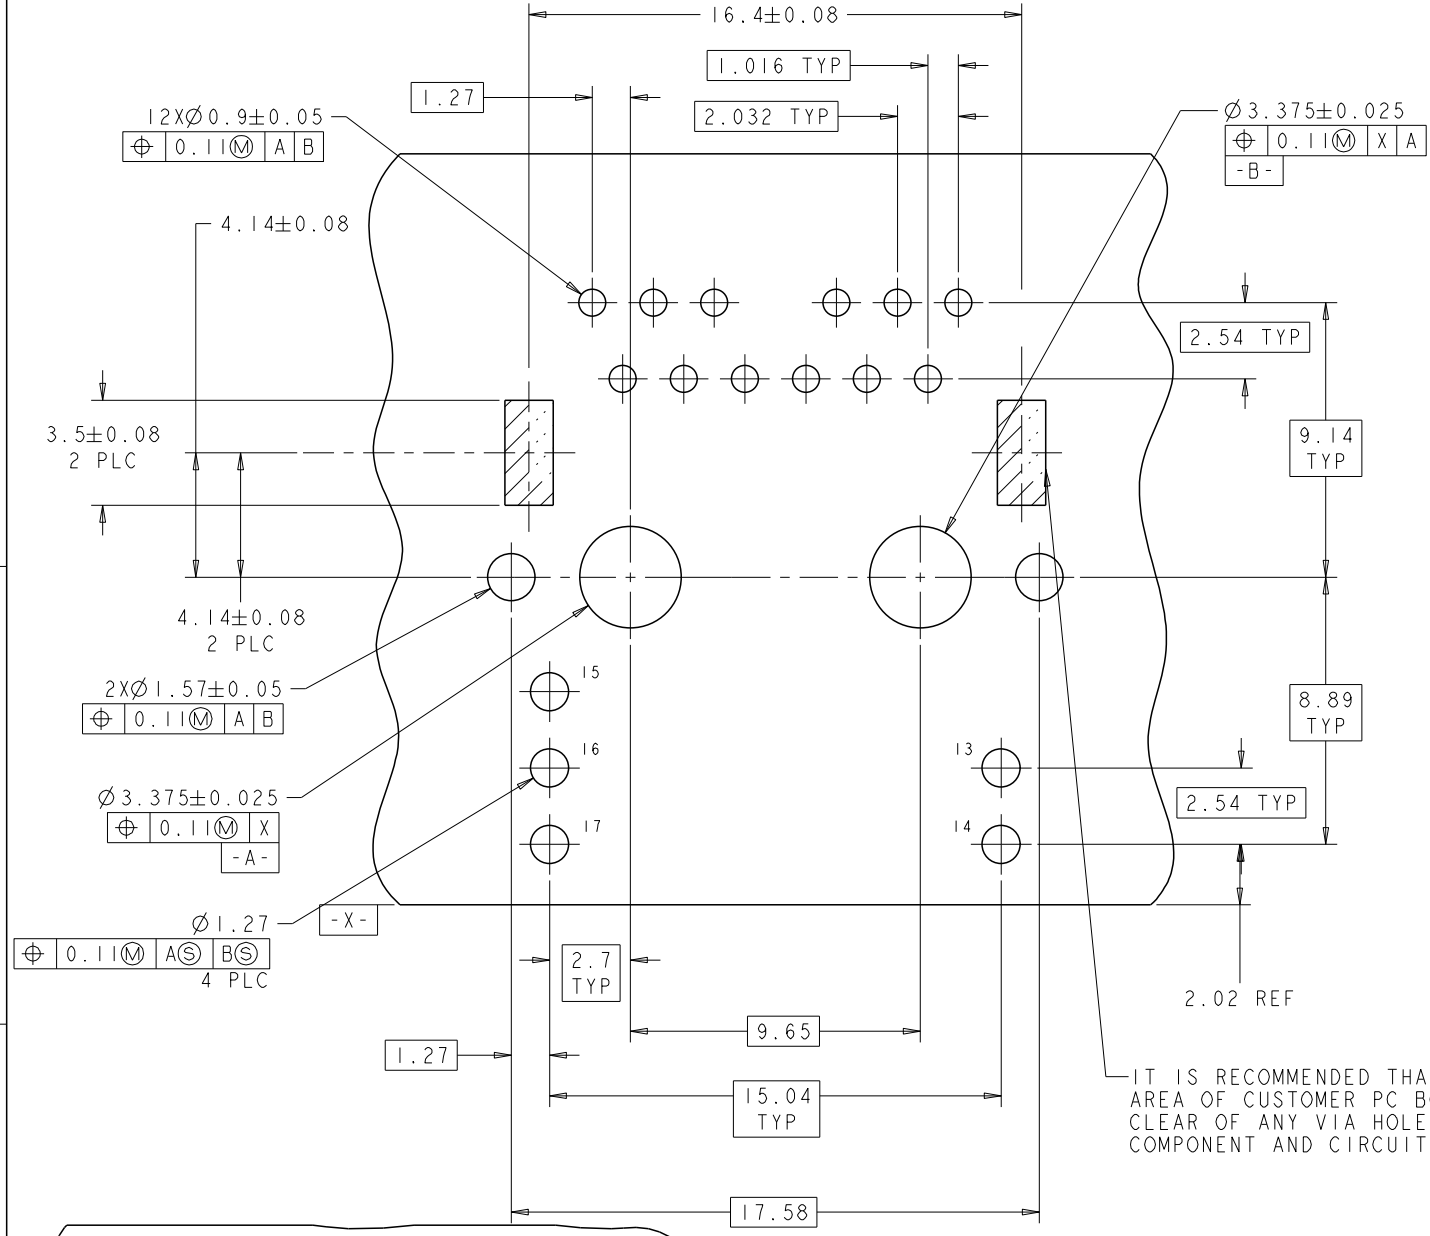 16.4±0.08
1.016 TYP
1.27
2.032 TYP
12XØ0.9±0.05
⌖ 0.11Ⓜ A B
Ø3.375±0.025
⌖ 0.11Ⓜ X A
-B-
4.14±0.08
2.54 TYP
3.5±0.08
2 PLC
9.14
TYP
4.14±0.08
2 PLC
15
2XØ1.57±0.05
⌖ 0.11Ⓜ A B
8.89
TYP
16
13
Ø3.375±0.025
⌖ 0.11Ⓜ X
-A-
2.54 TYP
17
14
Ø1.27
⌖ 0.11Ⓜ AⓈ BⓈ
4 PLC
-X-
2.7
TYP
2.02 REF
9.65
1.27
15.04
TYP
IT IS RECOMMENDED THA
AREA OF CUSTOMER PC B
CLEAR OF ANY VIA HOLE
COMPONENT AND CIRCUIT
17.58